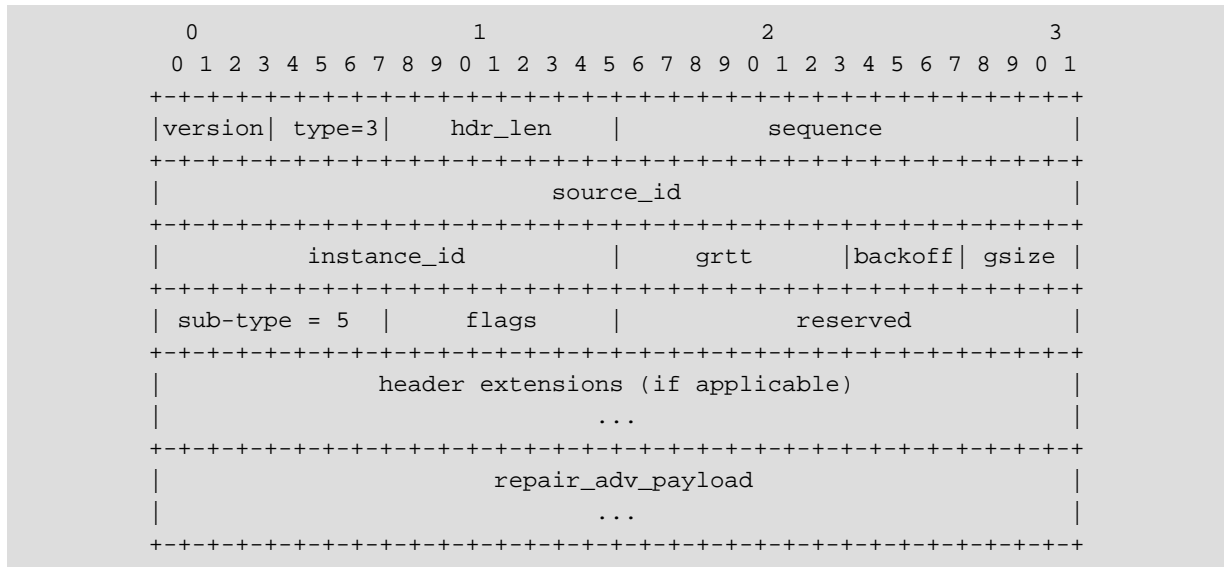 0                   1                   2                   3
0 1 2 3 4 5 6 7 8 9 0 1 2 3 4 5 6 7 8 9 0 1 2 3 4 5 6 7 8 9 0 1
+-+-+-+-+-+-+-+-+-+-+-+-+-+-+-+-+-+-+-+-+-+-+-+-+-+-+-+-+-+-+-+-+
|version| type=3|    hdr_len    |          sequence             |
+-+-+-+-+-+-+-+-+-+-+-+-+-+-+-+-+-+-+-+-+-+-+-+-+-+-+-+-+-+-+-+-+
|                           source_id                           |
+-+-+-+-+-+-+-+-+-+-+-+-+-+-+-+-+-+-+-+-+-+-+-+-+-+-+-+-+-+-+-+-+
|          instance_id          |     grtt      |backoff| gsize |
+-+-+-+-+-+-+-+-+-+-+-+-+-+-+-+-+-+-+-+-+-+-+-+-+-+-+-+-+-+-+-+-+
| sub-type = 5  |     flags     |            reserved           |
+-+-+-+-+-+-+-+-+-+-+-+-+-+-+-+-+-+-+-+-+-+-+-+-+-+-+-+-+-+-+-+-+
|               header extensions (if applicable)               |
|                              ...                              |
+-+-+-+-+-+-+-+-+-+-+-+-+-+-+-+-+-+-+-+-+-+-+-+-+-+-+-+-+-+-+-+-+
|                       repair_adv_payload                      |
|                              ...                              |
+-+-+-+-+-+-+-+-+-+-+-+-+-+-+-+-+-+-+-+-+-+-+-+-+-+-+-+-+-+-+-+-+